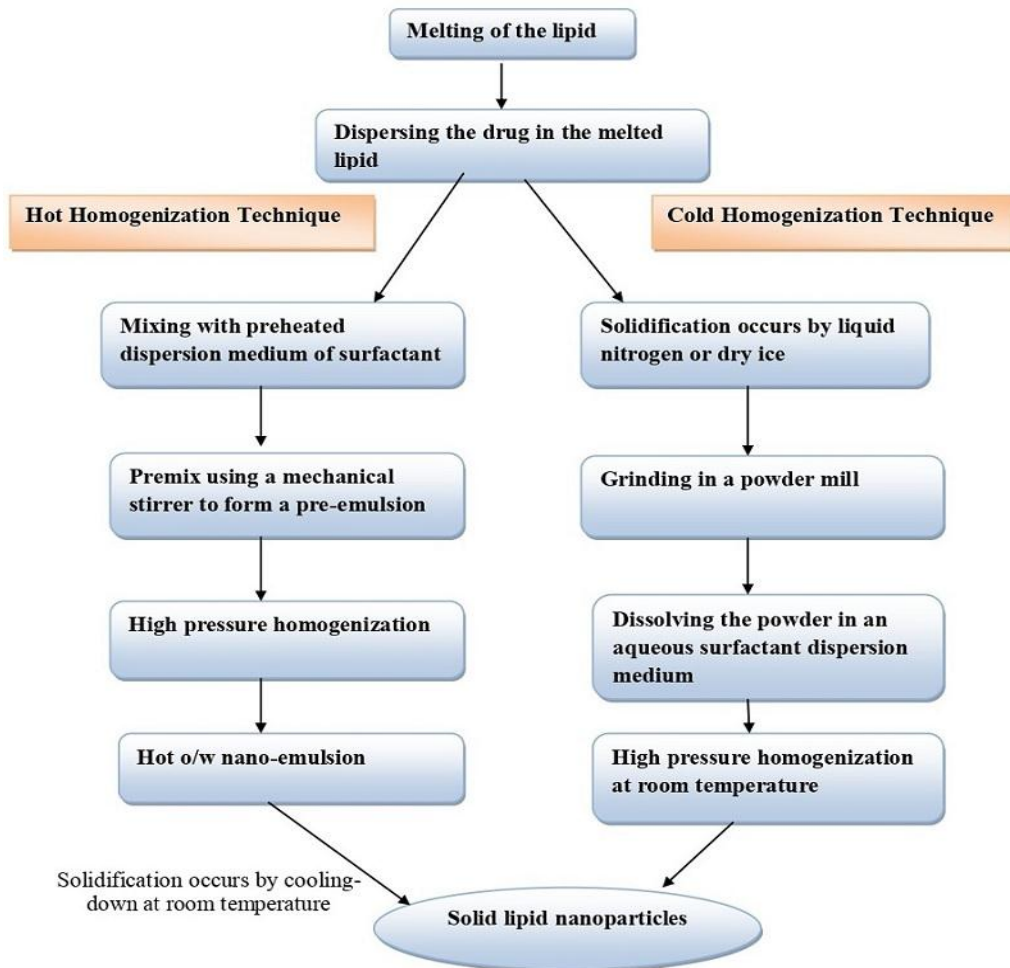 Melting of the lipid
Dispersing the drug in the melted
lipid
Hot Homogenization Technique
Cold Homogenization Technique
Mixing with preheated
dispersion medium of surfactant
Solidification occurs by liquid
nitrogen or dry ice
Premix using a mechanical
stirrer to form a pre-emulsion
Grinding in a powder mill
High pressure homogenization
Dissolving the powder in an
aqueous surfactant dispersion
medium
Hot o/w nano-emulsion
High pressure homogenization
at room temperature
Solidification occurs by cooling-
down at room temperature
Solid lipid nanoparticles